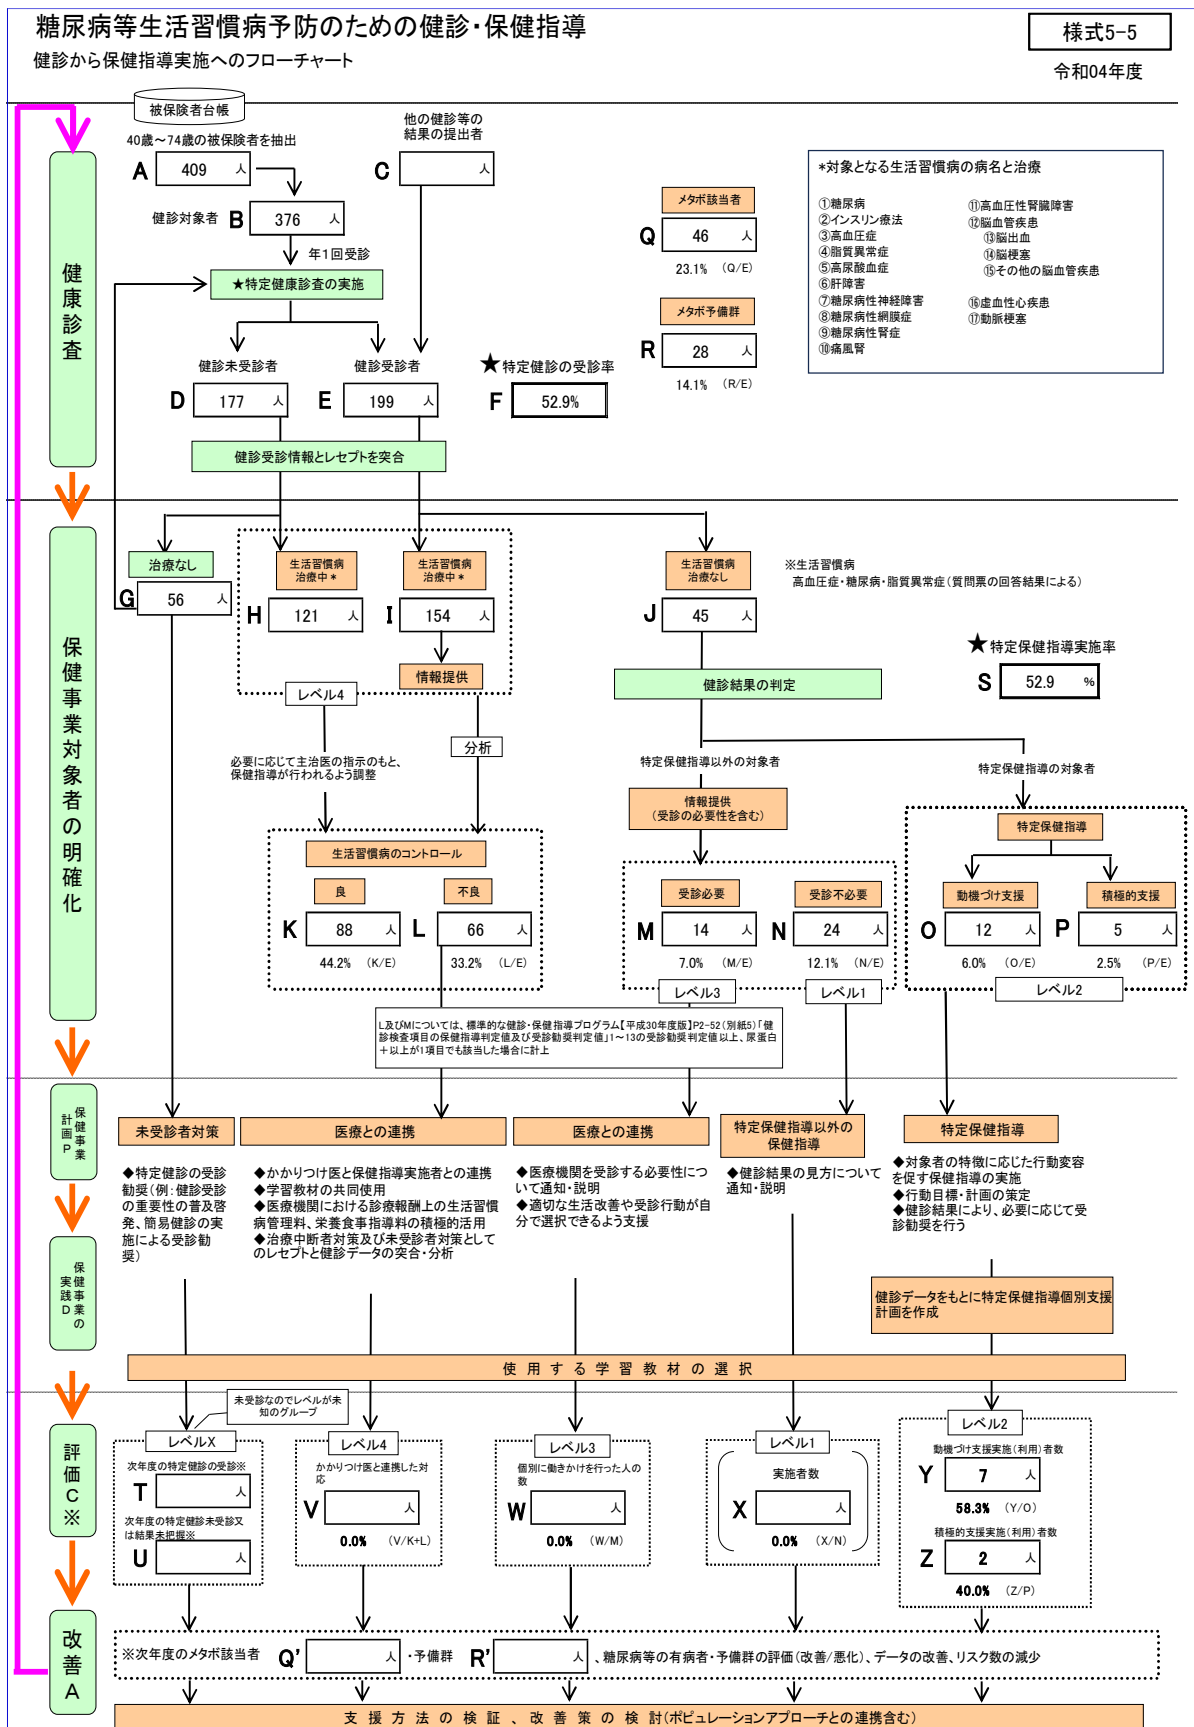 糖尿病等生活習慣病予防のための健診・保健指導
様式5-5
健診から保健指導実施へのフローチャート
令和04年度
被保険者台帳
他の健診等の
結果の提出者
40歳～74歳の被保険者を抽出
A 409 人
C 人
健診対象者 B 376 人
年1回受診
★特定健康診査の実施
健康診査
メタボ該当者
Q 46 人
23.1% (Q/E)
メタボ予備群
R 28 人
14.1% (R/E)
*対象となる生活習慣病の病名と治療
①糖尿病
②インスリン療法
③高血圧症
④脂質異常症
⑤高尿酸血症
⑥肝障害
⑦糖尿病性神経障害
⑧糖尿病性網膜症
⑨糖尿病性腎症
⑩痛風腎
⑪高血圧性腎臓障害
⑫脳血管疾患
⑬脳出血
⑭脳梗塞
⑮その他の脳血管疾患
⑯虚血性心疾患
⑰動脈梗塞
健診未受診者
D 177 人
健診受診者
E 199 人
★特定健診の受診率
F 52.9%
健診受診情報とレセプトを突合
保健事業対象者の明確化
治療なし
G 56 人
生活習慣病
治療中*
H 121 人
生活習慣病
治療中*
I 154 人
情報提供
レベル4
生活習慣病
治療なし
J 45 人
※生活習慣病
高血圧症・糖尿病・脂質異常症(質問票の回答結果による)
★特定保健指導実施率
S 52.9 %
健診結果の判定
分析
必要に応じて主治医の指示のもと、
保健指導が行われるよう調整
特定保健指導以外の対象者
特定保健指導の対象者
情報提供
(受診の必要性を含む)
生活習慣病のコントロール
良
K 88 人
44.2% (K/E)
不良
L 66 人
33.2% (L/E)
受診必要
M 14 人
7.0% (M/E)
レベル3
受診不必要
N 24 人
12.1% (N/E)
レベル1
特定保健指導
動機づけ支援
O 12 人
6.0% (O/E)
積極的支援
P 5 人
2.5% (P/E)
レベル2
L及びMについては、標準的な健診・保健指導プログラム【平成30年度版】P2-52(別紙5)「健
診検査項目の保健指導判定値及び受診勧奨判定値」1～13の受診勧奨判定値以上、尿蛋白
＋以上が1項目でも該当した場合に計上
保健事業
計画P
未受診者対策
医療との連携
医療との連携
特定保健指導以外の
保健指導
特定保健指導
◆特定健診の受診
勧奨(例:健診受診
の重要性の普及啓
発、簡易健診の実
施による受診勧
奨)
◆かかりつけ医と保健指導実施者との連携
◆学習教材の共同使用
◆医療機関における診療報酬上の生活習慣
病管理料、栄養食事指導料の積極的活用
◆治療中断者対策及び未受診者対策として
のレセプトと健診データの突合・分析
◆医療機関を受診する必要性につ
いて通知・説明
◆適切な生活改善や受診行動が自
分で選択できるよう支援
◆健診結果の見方について
通知・説明
◆対象者の特徴に応じた行動変容
を促す保健指導の実施
◆行動目標・計画の策定
◆健診結果により、必要に応じて受
診勧奨を行う
保健事業の
実践D
健診データをもとに特定保健指導個別支援
計画を作成
使用する学習教材の選択
評価C※
未受診なのでレベルが未
知のグループ
レベルX
次年度の特定健診の受診※
T 人
次年度の特定健診未受診又
は結果未把握※
U 人
レベル4
かかりつけ医と連携した対
応
V 人
0.0% (V/K+L)
レベル3
個別に働きかけを行った人の
数
W 人
0.0% (W/M)
レベル1
実施者数
X 人
0.0% (X/N)
レベル2
動機づけ支援実施(利用)者数
Y 7 人
58.3% (Y/O)
積極的支援実施(利用)者数
Z 2 人
40.0% (Z/P)
改善A
※次年度のメタボ該当者 Q' 人 ・予備群 R' 人 、糖尿病等の有病者・予備群の評価(改善/悪化)、データの改善、リスク数の減少
支援方法の検証、改善策の検討(ポピュレーションアプローチとの連携含む)